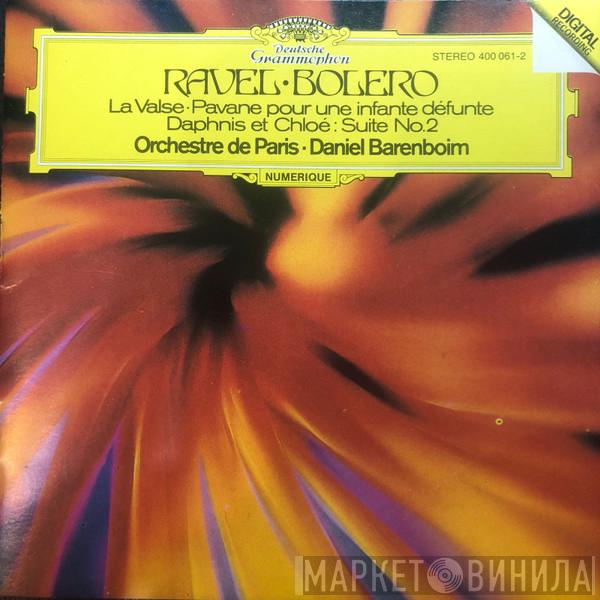 Deutsche
Grammophon
STEREO 400 061-2
DIGITAL
RECORDING
RAVEL·BOLERO
La Valse·Pavane pour une infante défunte
Daphnis et Chloé: Suite No.2
Orchestre de Paris·Daniel Barenboim
NUMERIQUE
МАРКЕТ ВИНИЛА